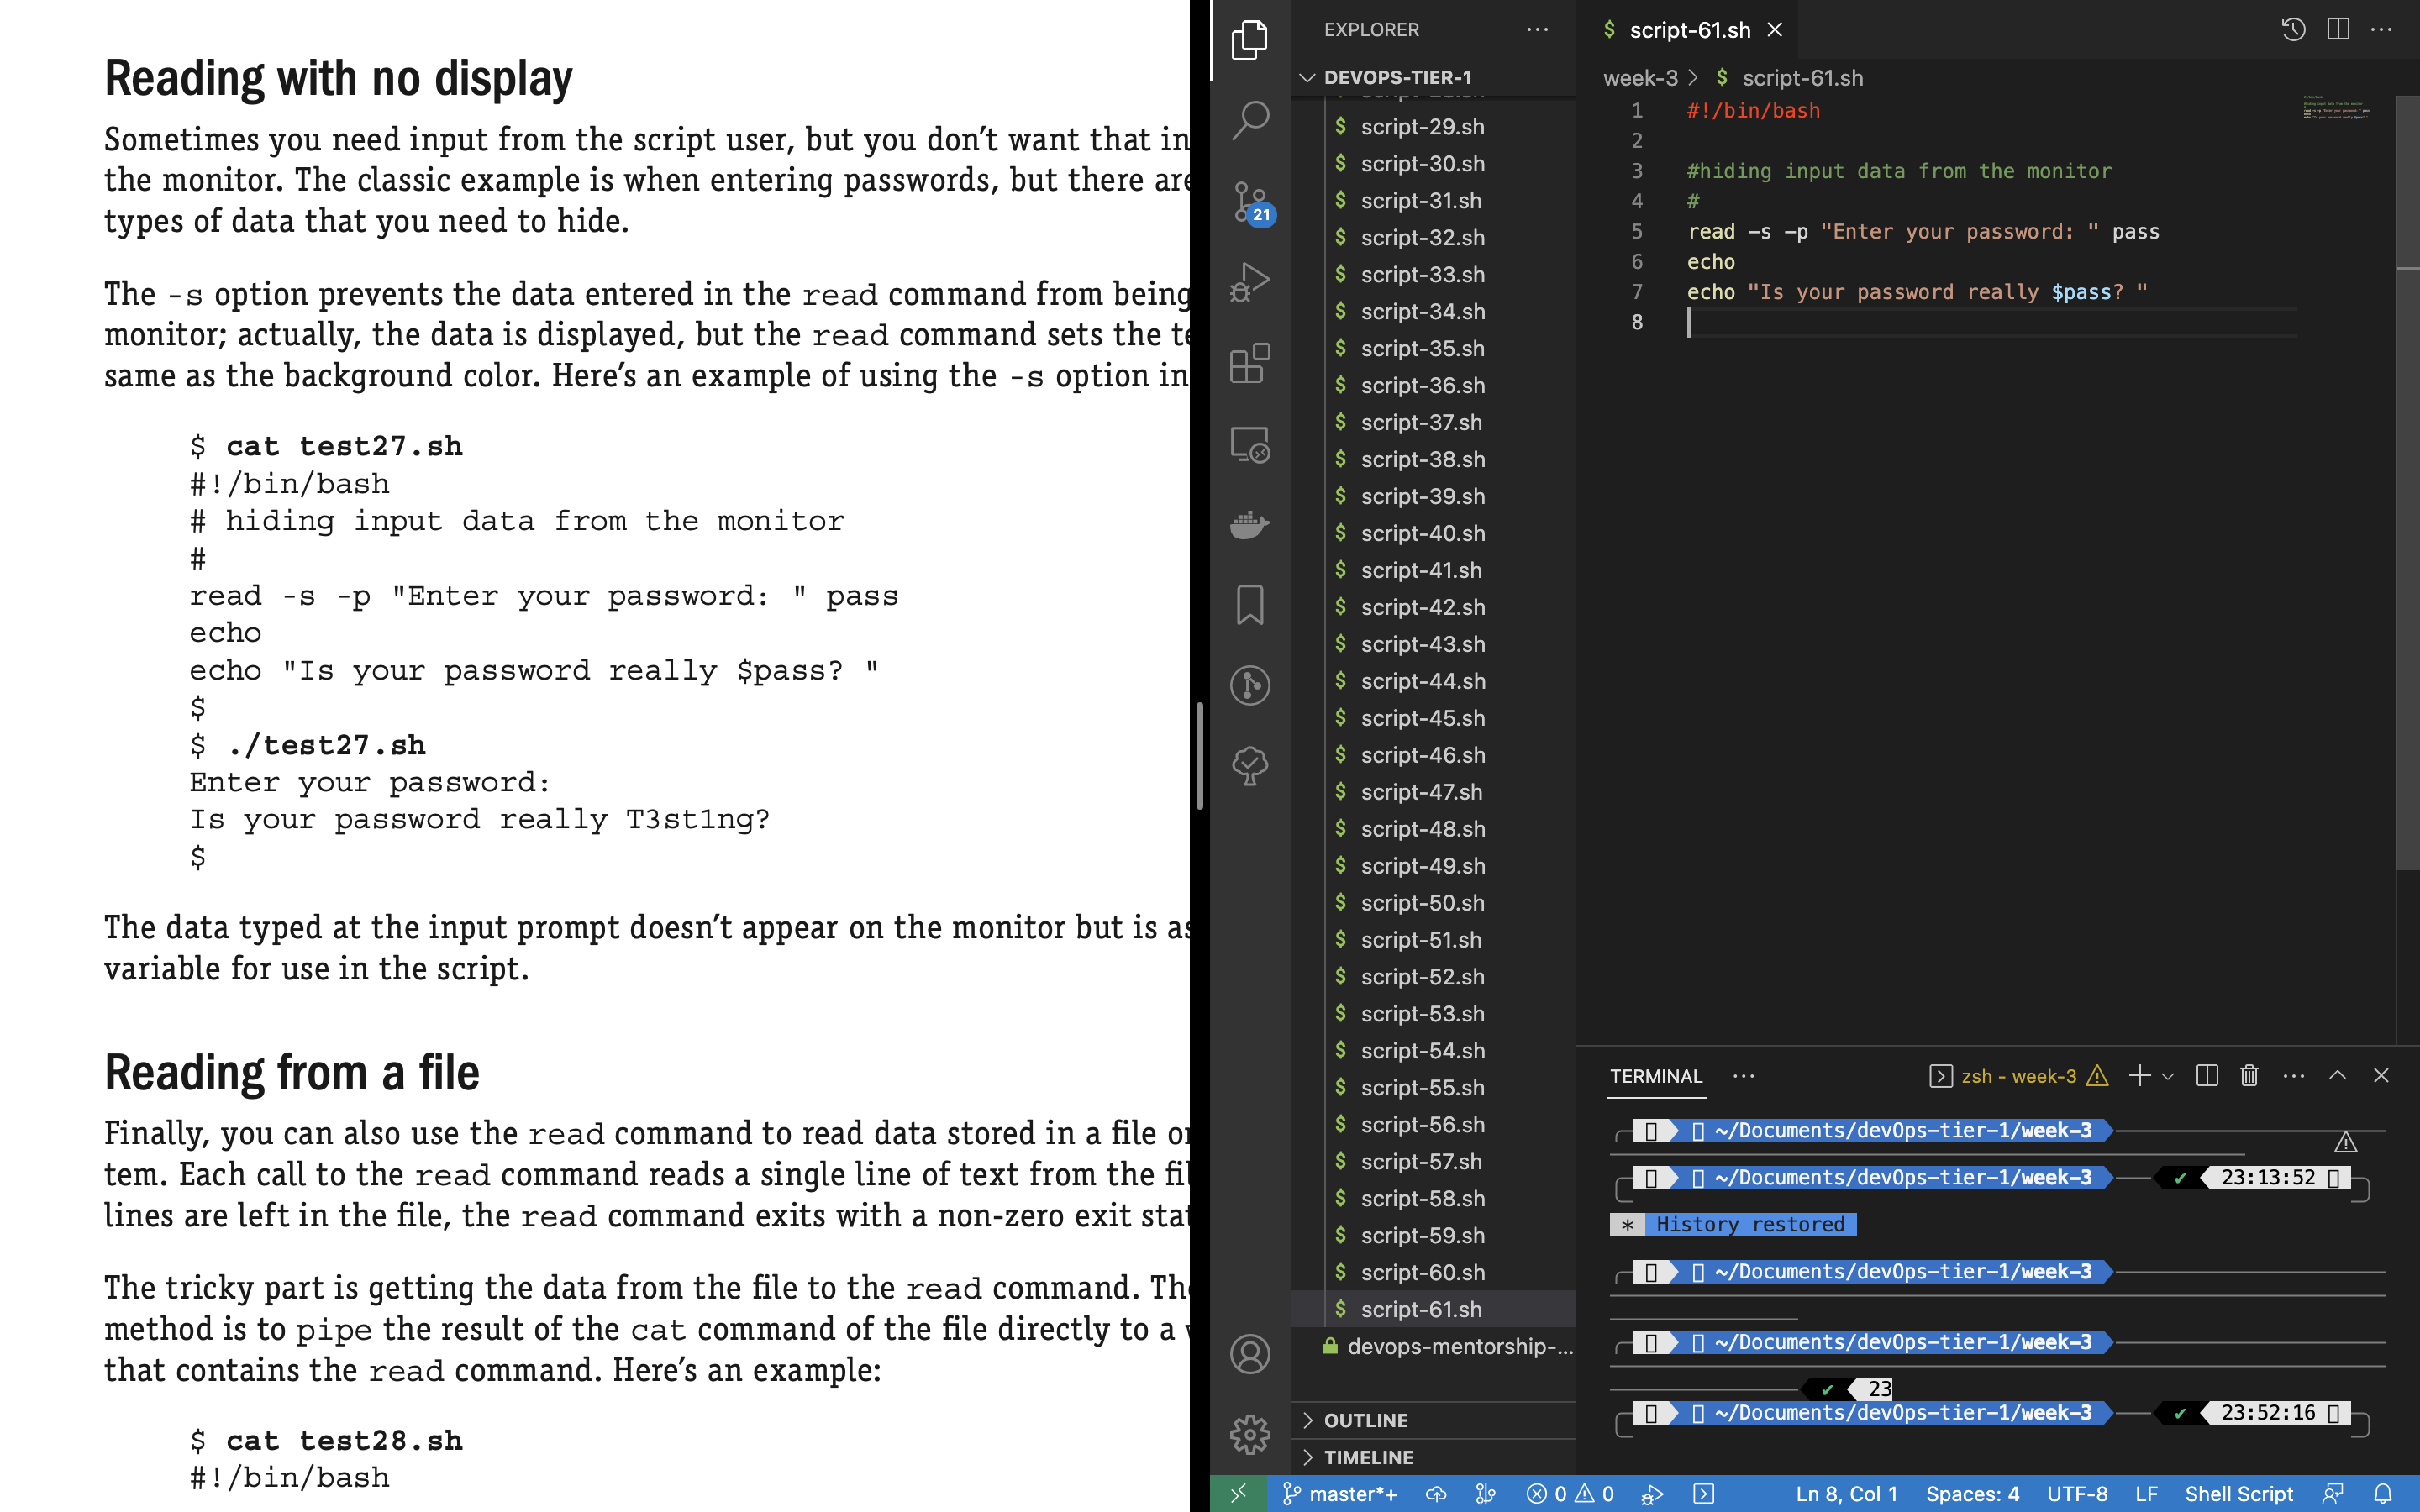 Reading with no display
Sometimes you need input from the script user, but you don't want that in
the monitor. The classic example is when entering passwords, but there are
types of data that you need to hide.
The -s option prevents the data entered in the read command from being
monitor; actually, the data is displayed, but the read command sets the te
same as the background color. Here's an example of using the -s option in
$ cat test27.sh
#!/bin/bash
# hiding input data from the monitor
#
read -s -p "Enter your password: " pass
echo
echo "Is your password really $pass? "
$
$ ./test27.sh
Enter your password:
Is your password really T3st1ng?
$
The data typed at the input prompt doesn't appear on the monitor but is as
variable for use in the script.
Reading from a file
Finally, you can also use the read command to read data stored in a file or
tem. Each call to the read command reads a single line of text from the fil
lines are left in the file, the read command exits with a non-zero exit stat
The tricky part is getting the data from the file to the read command. The
method is to pipe the result of the cat command of the file directly to a
that contains the read command. Here's an example:
$ cat test28.sh
#!/bin/bash
21
EXPLORER
DEVOPS-TIER-1
$ script-29.sh
$ script-30.sh
$ script-31.sh
$ script-32.sh
$ script-33.sh
$ script-34.sh
$ script-35.sh
$ script-36.sh
$ script-37.sh
$ script-38.sh
$ script-39.sh
$ script-40.sh
$ script-41.sh
$ script-42.sh
$ script-43.sh
$ script-44.sh
$ script-45.sh
$ script-46.sh
$ script-47.sh
$ script-48.sh
$ script-49.sh
$ script-50.sh
$ script-51.sh
$ script-52.sh
$ script-53.sh
$ script-54.sh
$ script-55.sh
$ script-56.sh
$ script-57.sh
$ script-58.sh
$ script-59.sh
$ script-60.sh
$ script-61.sh
devops-mentorship-...
OUTLINE
TIMELINE
$ script-61.sh
week-3 > $ script-61.sh
1 #!/bin/bash
2
3 #hiding input data from the monitor
4 #
5 read -s -p "Enter your password: " pass
6 echo
7 echo "Is your password really $pass? "
8
TERMINAL
zsh - week-3
~/Documents/devOps-tier-1/week-3
~/Documents/devOps-tier-1/week-3 ✔ 23:13:52
* History restored
~/Documents/devOps-tier-1/week-3
~/Documents/devOps-tier-1/week-3
✔ 23
~/Documents/devOps-tier-1/week-3 ✔ 23:52:16
master*+ 0 0 Ln 8, Col 1 Spaces: 4 UTF-8 LF Shell Script